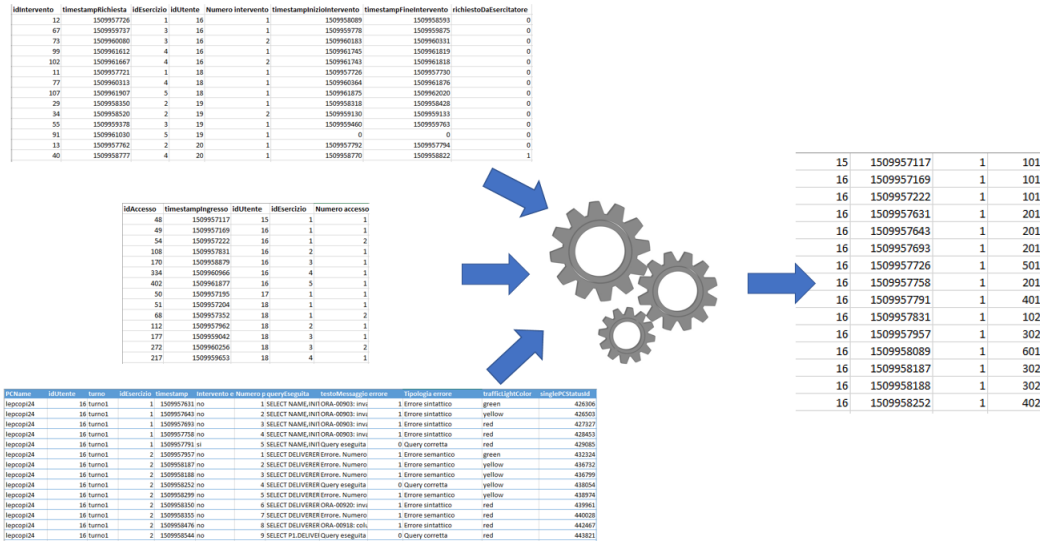 idIntervento timestampRichiesta idEsercizio idUtente Numero intervento timestampInizioIntervento timestampFineIntervento richiestoDaEsercitatore
12 1509957726 1 16 1 1509958089 1509958593 0
67 1509959737 3 16 1 1509959778 1509959875 0
73 1509960080 3 16 2 1509960183 1509960331 0
99 1509961612 4 16 1 1509961745 1509961819 0
102 1509961667 4 16 2 1509961743 1509961818 0
11 1509957721 1 18 1 1509957726 1509957730 0
77 1509960313 4 18 1 1509960364 1509961876 0
107 1509961907 5 18 1 1509961875 1509962020 0
29 1509958350 2 19 1 1509958318 1509958428 0
34 1509958520 2 19 2 1509959130 1509959133 0
55 1509959378 3 19 1 1509959460 1509959763 0
91 1509961030 5 19 1 0 0 0
13 1509957762 2 20 1 1509957792 1509957794 0
40 1509958777 4 20 1 1509958770 1509958822 1
idAccesso timestampIngresso idUtente idEsercizio Numero accesso
48 1509957117 15 1 1
49 1509957169 16 1 1
54 1509957222 16 1 2
108 1509957831 16 2 1
170 1509958879 16 3 1
334 1509960966 16 4 1
402 1509961877 16 5 1
50 1509957195 17 1 1
51 1509957204 18 1 1
68 1509957352 18 1 2
112 1509957962 18 2 1
177 1509959042 18 3 1
272 1509960256 18 3 2
217 1509959653 18 4 1
PCName idUtente turno idEsercizio timestamp Intervento e Numero p queryEseguita testoMessaggio errore Tipologia errore trafficLightColor singlePCStatusId
lepcopi24 16 turno1 1 1509957631 no 1 SELECT NAME,INIT ORA-00903: inva 1 Errore sintattico green 426306
lepcopi24 16 turno1 1 1509957643 no 2 SELECT NAME,INIT ORA-00903: inva 1 Errore sintattico yellow 426503
lepcopi24 16 turno1 1 1509957693 no 3 SELECT NAME,INIT ORA-00903: inva 1 Errore sintattico red 427327
lepcopi24 16 turno1 1 1509957758 no 4 SELECT NAME,INIT ORA-00903: inva 1 Errore sintattico red 428453
lepcopi24 16 turno1 1 1509957791 si 5 SELECT NAME,INIT Query eseguita 0 Query corretta red 429085
lepcopi24 16 turno1 2 1509957957 no 1 SELECT DELIVERER Errore. Numero 1 Errore semantico green 432324
lepcopi24 16 turno1 2 1509958187 no 2 SELECT DELIVERER Errore. Numero 1 Errore semantico yellow 436732
lepcopi24 16 turno1 2 1509958188 no 3 SELECT DELIVERER Errore. Numero 1 Errore semantico yellow 436799
lepcopi24 16 turno1 2 1509958252 no 4 SELECT DELIVERER Query eseguita 0 Query corretta yellow 438054
lepcopi24 16 turno1 2 1509958299 no 5 SELECT DELIVERER Errore. Numero 1 Errore semantico yellow 438974
lepcopi24 16 turno1 2 1509958350 no 6 SELECT DELIVERER ORA-00920: inva 1 Errore sintattico red 439961
lepcopi24 16 turno1 2 1509958355 no 7 SELECT DELIVERER Errore. Numero 1 Errore semantico red 440028
lepcopi24 16 turno1 2 1509958476 no 8 SELECT DELIVERER ORA-00918: colu 1 Errore sintattico red 442467
lepcopi24 16 turno1 2 1509958544 no 9 SELECT P1.DELIVEI Query eseguita 0 Query corretta red 443821
15 1509957117 1 101
16 1509957169 1 101
16 1509957222 1 101
16 1509957631 1 201
16 1509957643 1 201
16 1509957693 1 201
16 1509957726 1 501
16 1509957758 1 201
16 1509957791 1 401
16 1509957831 1 102
16 1509957957 1 302
16 1509958089 1 601
16 1509958187 1 302
16 1509958188 1 302
16 1509958252 1 402